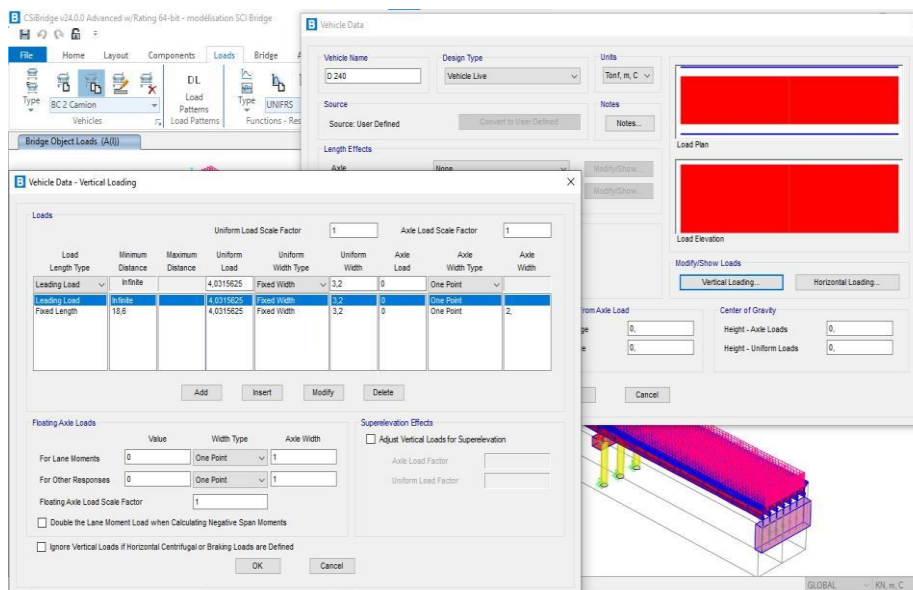 CSiBridge v24.0.0 Advanced w/Rating 64-bit - modélisation SCI Bridge
File Home Layout Components Loads Bridge
Type
BC 2 Camion
Vehicles
DL
Load
Patterns
Load Patterns
Type
UNIFRS
Functions - Res
Bridge Object Loads (A(l))
Vehicle Data
Vehicle Name
D 240
Design Type
Vehicle Live
Units
Tonf, m, C
Source
Source: User Defined
Convert to User Defined
Notes
Notes...
Length Effects
Axle
None
Modify/Show...
Modify/Show...
Load Plan
Load Elevation
Modify/Show Loads
Vertical Loading...
Horizontal Loading...
from Axle Load
0,
0,
Center of Gravity
Height - Axle Loads
0,
Height - Uniform Loads
0,
Cancel
Vehicle Data - Vertical Loading
Loads
Uniform Load Scale Factor 1 Axle Load Scale Factor 1
Load Minimum Maximum Uniform Uniform Uniform Axle Axle Axle
Length Type Distance Distance Load Width Type Width Load Width Type Width
Leading Load Infinite 4,0315625 Fixed Width 3,2 0 One Point
Leading Load Infinite 4,0315625 Fixed Width 3,2 0 One Point
Fixed Length 18,6 4,0315625 Fixed Width 3,2 0 One Point 2,
Add Insert Modify Delete
Floating Axle Loads
Value Width Type Axle Width
For Lane Moments 0 One Point 1
For Other Responses 0 One Point 1
Floating Axle Load Scale Factor 1
Double the Lane Moment Load when Calculating Negative Span Moments
Superelevation Effects
Adjust Vertical Loads for Superelevation
Axle Load Factor
Uniform Load Factor
Ignore Vertical Loads if Horizontal Centrifugal or Braking Loads are Defined
OK Cancel
GLOBAL KN, m, C